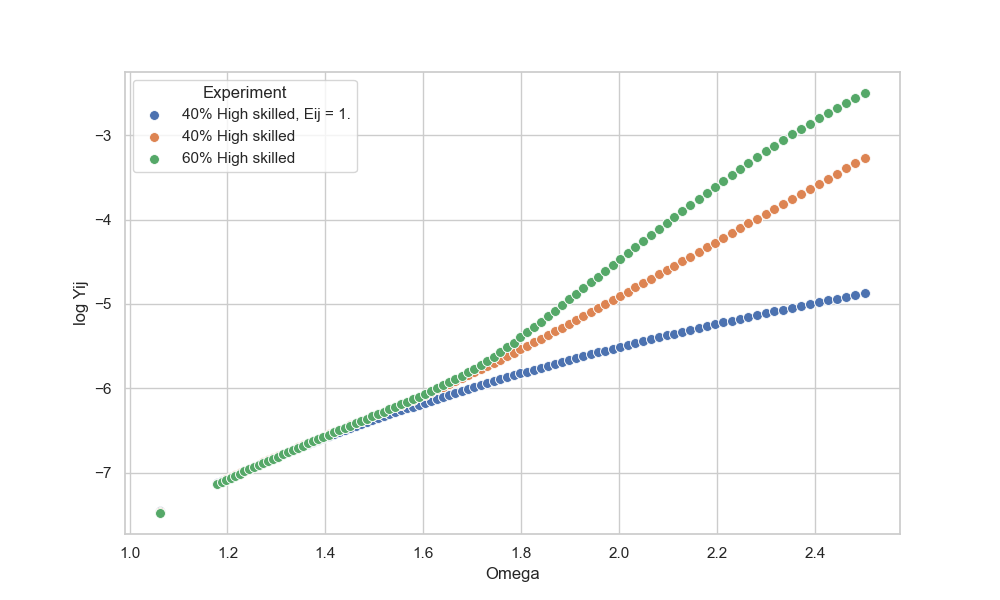 Experiment
40% High skilled, Eij = 1.
40% High skilled
60% High skilled
log Yij
−3
−4
−5
−6
−7
1.0 1.2 1.4 1.6 1.8 2.0 2.2 2.4
Omega